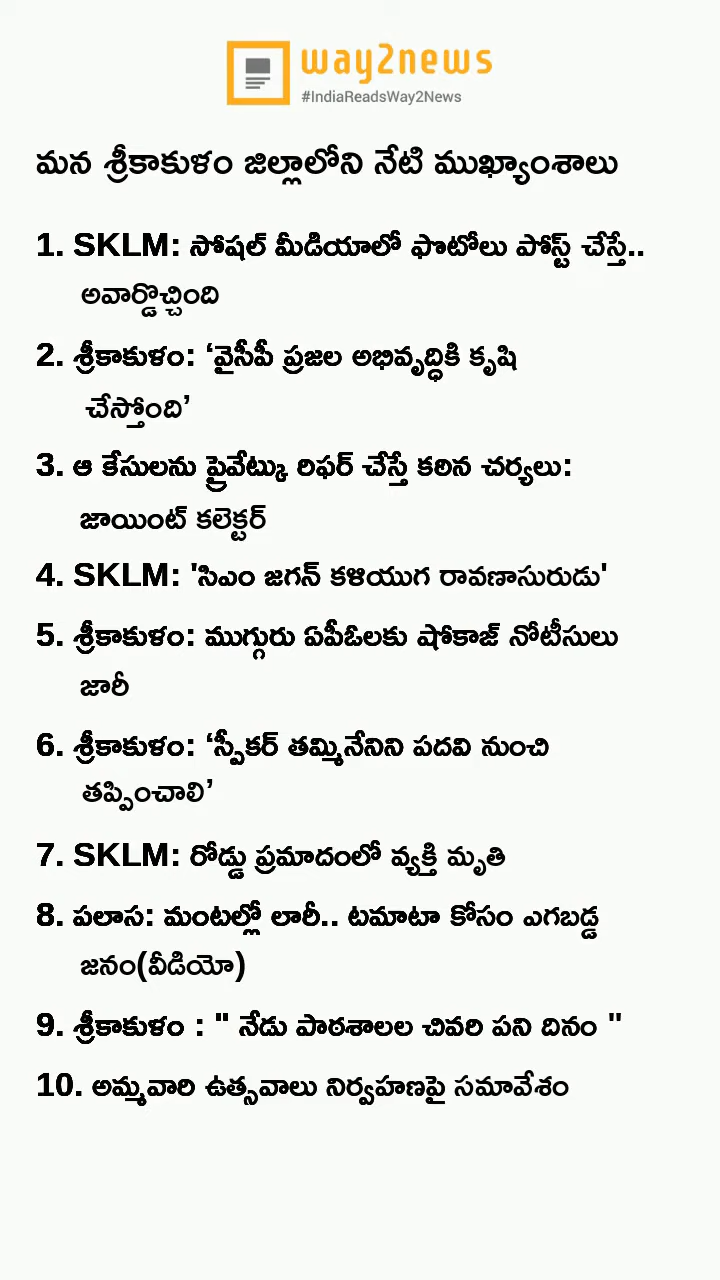 way2news
#IndiaReadsWay2News
మన శ్రీకాకుళం జిల్లాలోని నేటి ముఖ్యాంశాలు
1. SKLM: సోషల్ మీడియాలో ఫొటోలు పోస్ట్ చేస్తే..
అవార్డొచ్చింది
2. శ్రీకాకుళం: ‘వైసీపీ ప్రజల అభివృద్ధికి కృషి
చేస్తోంది’
3. ఆ కేసులను ప్రైవేట్కు రిఫర్ చేస్తే కఠిన చర్యలు:
జాయింట్ కలెక్టర్
4. SKLM: 'సిఎం జగన్ కళియుగ రావణాసురుడు'
5. శ్రీకాకుళం: ముగ్గురు ఏపీఓలకు షోకాజ్ నోటీసులు
జారీ
6. శ్రీకాకుళం: ‘స్పీకర్ తమ్మినేనిని పదవి నుంచి
తప్పించాలి’
7. SKLM: రోడ్డు ప్రమాదంలో వ్యక్తి మృతి
8. పలాస: మంటల్లో లారీ.. టమాటా కోసం ఎగబడ్డ
జనం(వీడియో)
9. శ్రీకాకుళం : " నేడు పాఠశాలల చివరి పని దినం "
10. అమ్మవారి ఉత్సవాలు నిర్వహణపై సమావేశం